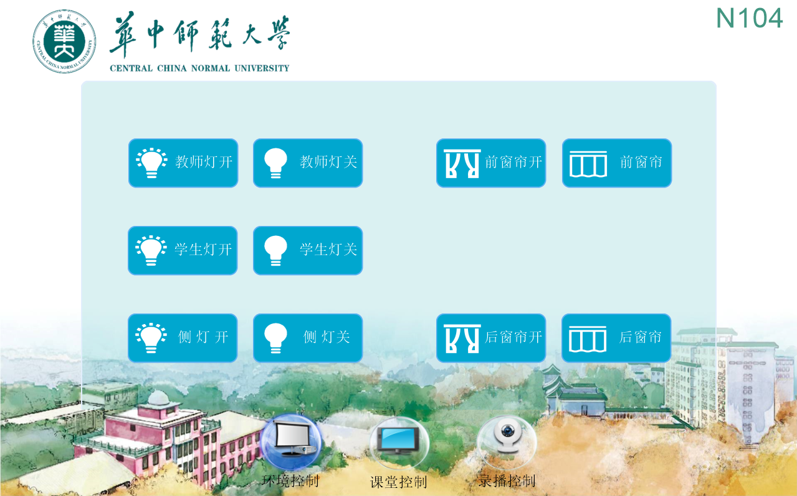 華中師範大學
CENTRAL CHINA NORMAL UNIVERSITY
N104
教师灯开
教师灯关
前窗帘开
前窗帘
学生灯开
学生灯关
侧 灯 开
侧 灯关
后窗帘开
后窗帘
环境控制
课堂控制
录播控制